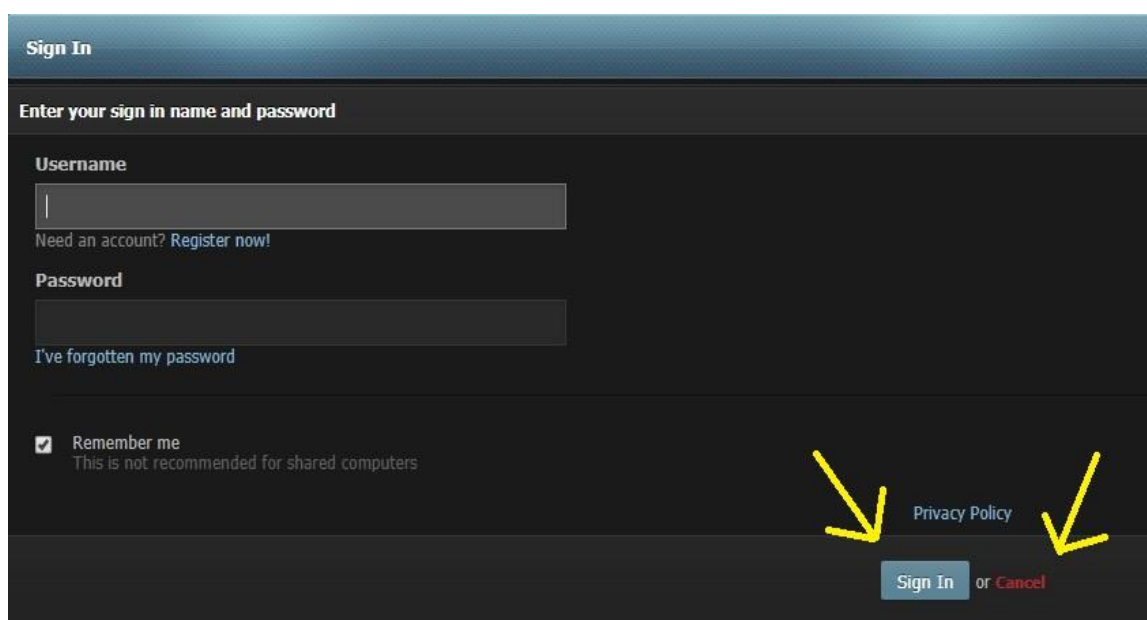 Sign In
Enter your sign in name and password
Username
Need an account? Register now!
Password
I've forgotten my password
Remember me
This is not recommended for shared computers
Privacy Policy
Sign In or Cancel